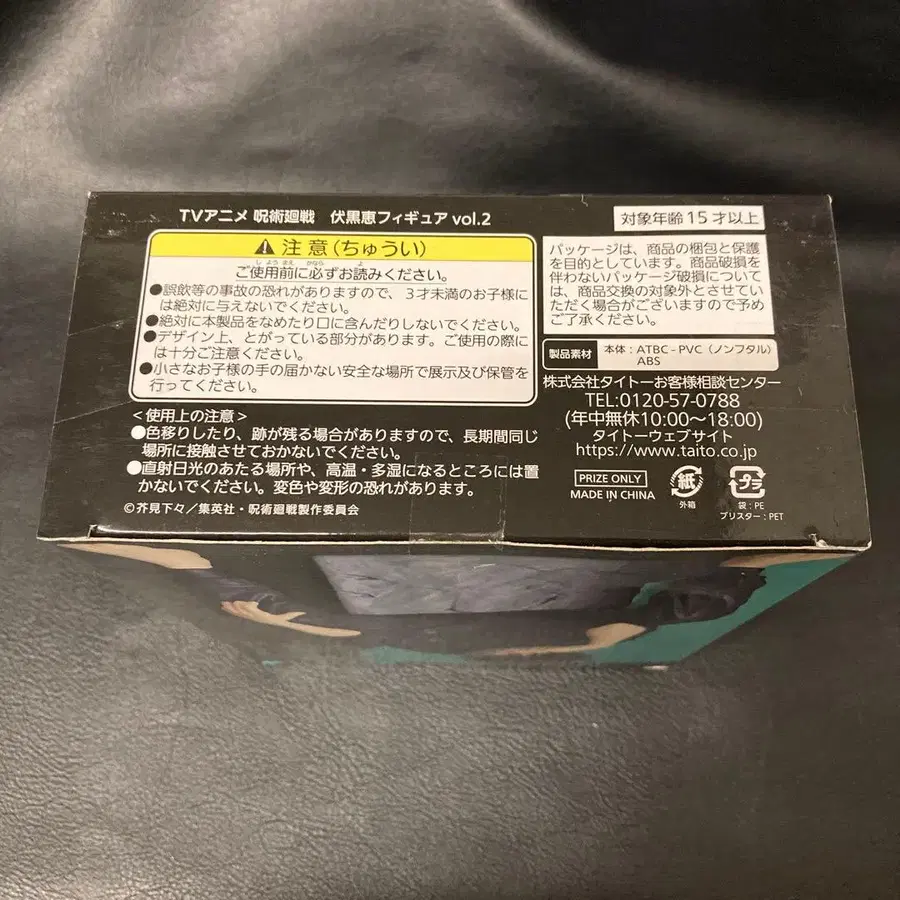 TVアニメ 呪術廻戦 伏黒恵フィギュア vol.2
対象年齢 15才以上
注意(ちゅうい)
ご使用前に必ずお読みください。
しようまえ かなら よ
●誤飲等の事故の恐れがありますので、3才未満のお子様に
は絶対に与えないでください。
●絶対に本製品をなめたり口に含んだりしないでください。
●デザイン上、とがっている部分があります。ご使用の際に
は十分ご注意ください。
●小さなお子様の手の届かない安全な場所で展示及び保管を
行ってください。
<使用上の注意>
●色移りしたり、跡が残る場合がありますので、長期間同じ
場所に接触させておかないでください。
●直射日光のあたる場所や、高温・多湿になるところには置
かないでください。変色や変形の恐れがあります。
©芥見下々/集英社・呪術廻戦製作委員会
パッケージは、商品の梱包と保護
を目的としています。商品破損を
伴わないパッケージ破損について
は、商品交換の対象外とさせてい
ただく場合がございますので予め
ご了承ください。
製品素材
本体:ATBC-PVC(ノンフタル)
ABS
株式会社タイトーお客様相談センター
TEL:0120-57-0788
(年中無休10:00〜18:00)
タイトーウェブサイト
https://www.taito.co.jp
PRIZE ONLY
MADE IN CHINA
紙
外箱
プラ
袋:PE
ブリスター:PET